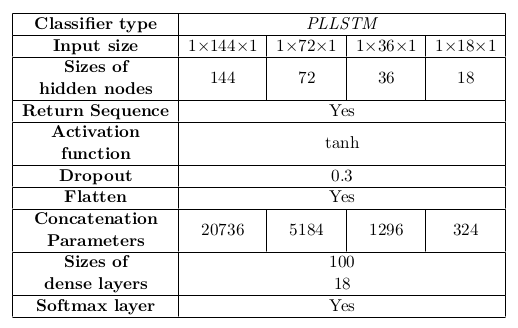 Classifier type PLLSTM
Input size 1×144×1 1×72×1 1×36×1 1×18×1
Sizes of
hidden nodes 144 72 36 18
Return Sequence Yes
Activation
function tanh
Dropout 0.3
Flatten Yes
Concatenation
Parameters 20736 5184 1296 324
Sizes of 100
dense layers 18
Softmax layer Yes